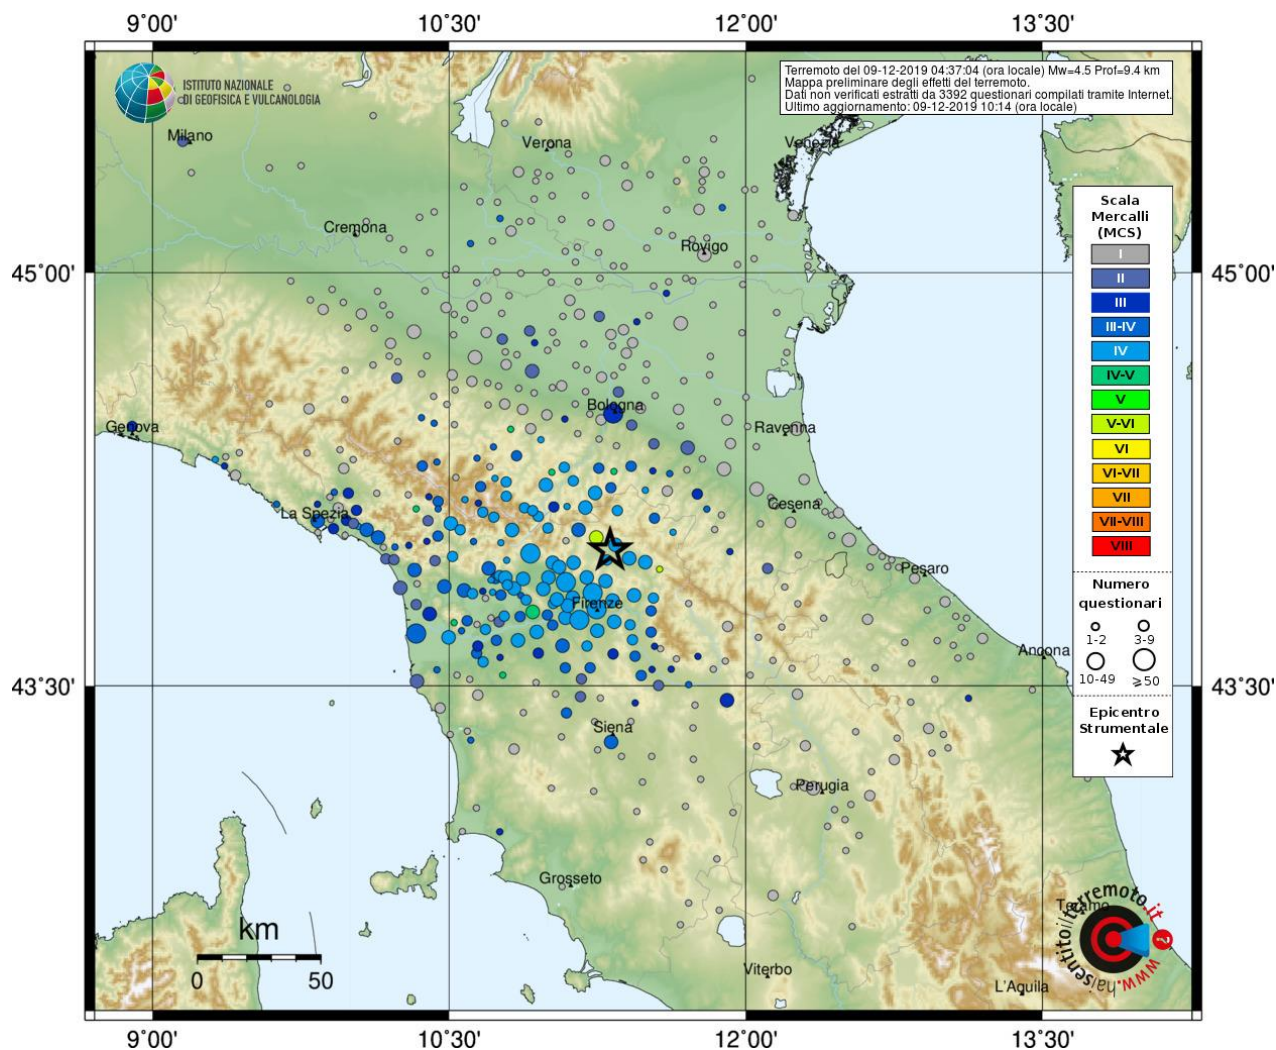 9°00'
10°30'
12°00'
13°30'
ISTITUTO NAZIONALE
DI GEOFISICA E VULCANOLOGIA
Terremoto del 09-12-2019 04:37:04 (ora locale) Mw=4.5 Prof=9.4 km
Mappa preliminare degli effetti del terremoto.
Dati non verificati estratti da 3392 questionari compilati tramite Internet.
Ultimo aggiornamento: 09-12-2019 10:14 (ora locale)
Milano
Verona
Venezia
Cremona
Rovigo
45°00'
45°00'
Scala
Mercalli
(MCS)
I
II
III
III-IV
IV
IV-V
V
V-VI
VI
VI-VII
VII
VII-VIII
VIII
Numero
questionari
1-2
3-9
10-49
⩾50
Epicentro
Strumentale
Bologna
Genova
Ravenna
La Spezia
Cesena
Pesaro
Firenze
Ancona
43°30'
43°30'
Siena
Perugia
Grosseto
Teramo
Viterbo
L'Aquila
km
0
50
www.haisentitoilterremoto.it
?
9°00'
10°30'
12°00'
13°30'